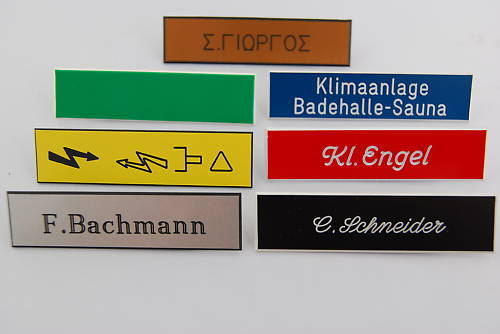 Σ.ΓΙΩΡΓΟΣ
Klimaanlage
Badehalle-Sauna
Kl. Engel
F.Bachmann
C. Schneider